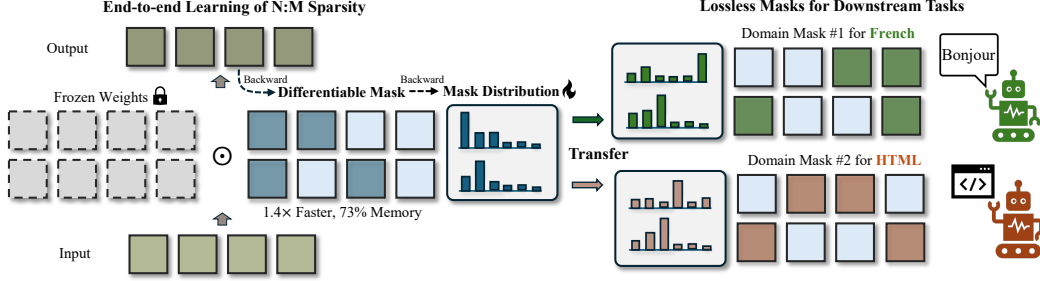 End-to-end Learning of N:M Sparsity
Lossless Masks for Downstream Tasks
Output
Backward
Differentiable Mask
Backward
Mask Distribution
Frozen Weights
1.4× Faster, 73% Memory
Input
Transfer
Domain Mask #1 for French
Bonjour
Domain Mask #2 for HTML
</>